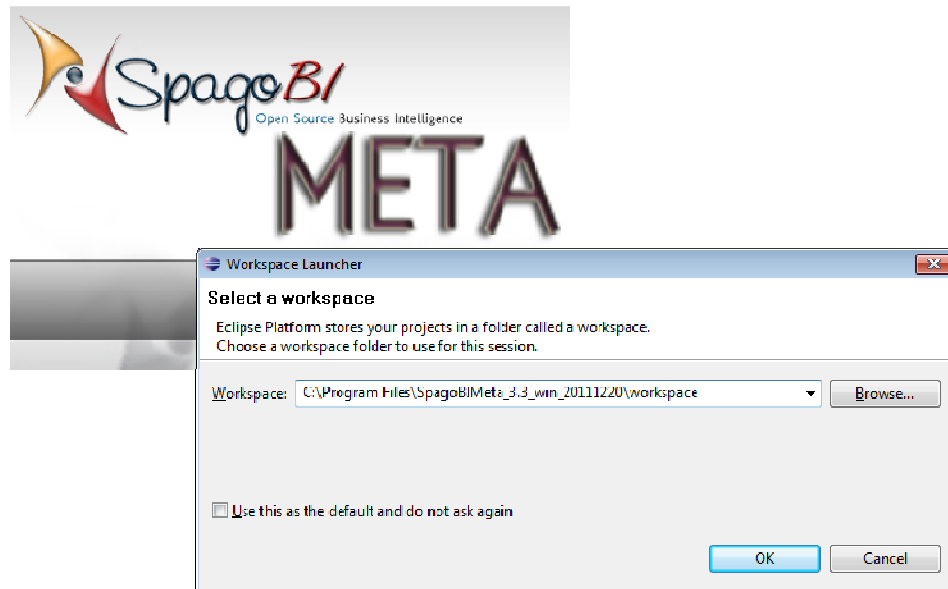 SpagoBI
Open Source Business Intelligence
META
Workspace Launcher
Select a workspace
Eclipse Platform stores your projects in a folder called a workspace.
Choose a workspace folder to use for this session.
Workspace: C:\Program Files\SpagoBIMeta_3.3_win_20111220\workspace Browse...
Use this as the default and do not ask again
OK Cancel